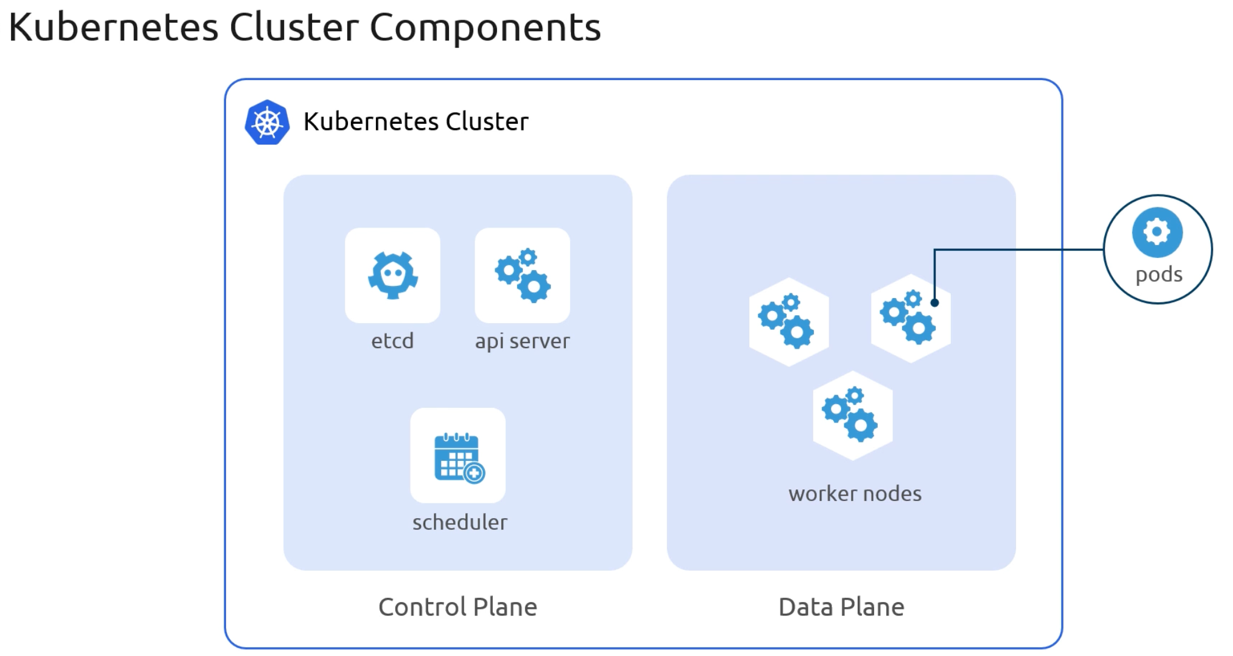 Kubernetes Cluster Components
Kubernetes Cluster
etcd
api server
scheduler
Control Plane
worker nodes
Data Plane
pods